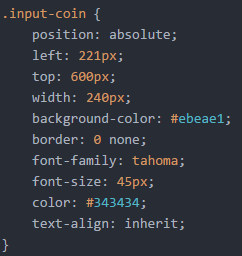 .input-coin {
    position: absolute;
    left: 221px;
    top: 600px;
    width: 240px;
    background-color: #ebeae1;
    border: 0 none;
    font-family: tahoma;
    font-size: 45px;
    color: #343434;
    text-align: inherit;
}